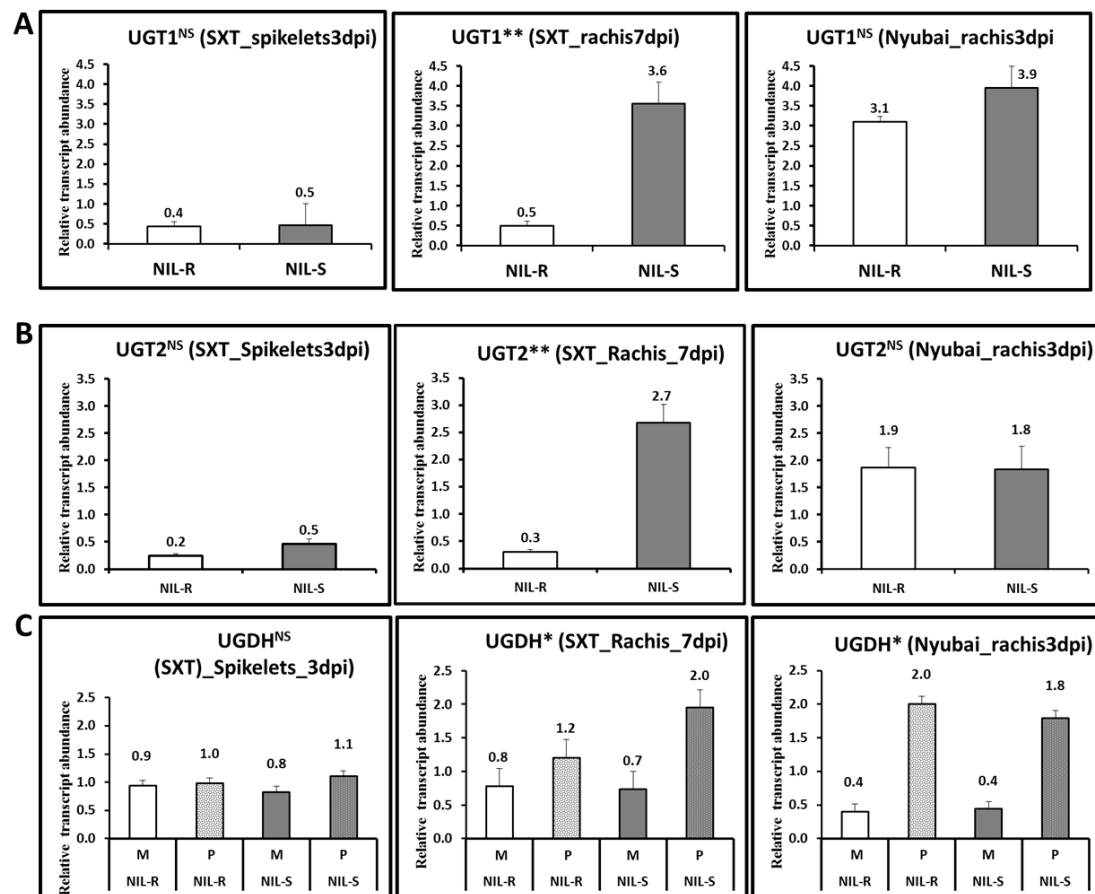 A
UGT1NS (SXT_spikelets3dpi)
Relative transcript abundance
4.5
4.0
3.5
3.0
2.5
2.0
1.5
1.0
0.5
0.0
0.4
0.5
NIL-R
NIL-S
UGT1** (SXT_rachis7dpi)
Relative transcript abundance
4.5
4.0
3.5
3.0
2.5
2.0
1.5
1.0
0.5
0.0
0.5
3.6
NIL-R
NIL-S
UGT1NS (Nyubai_rachis3dpi
Relative transcript abundance
4.5
4.0
3.5
3.0
2.5
2.0
1.5
1.0
0.5
0.0
3.1
3.9
NIL-R
NIL-S
B
UGT2NS (SXT_Spikelets3dpi)
Relative transcript abundance
3.5
3.0
2.5
2.0
1.5
1.0
0.5
0.0
0.2
0.5
NIL-R
NIL-S
UGT2** (SXT_Rachis_7dpi)
Relative transcript abundance
3.5
3.0
2.5
2.0
1.5
1.0
0.5
0.0
0.3
2.7
NIL-R
NIL-S
UGT2NS (Nyubai_rachis3dpi)
Relative transcript abundance
3.5
3.0
2.5
2.0
1.5
1.0
0.5
0.0
1.9
1.8
NIL-R
NIL-S
C
UGDHNS
(SXT)_Spikelets_3dpi)
Relative transcript abundance
2.5
2.0
1.5
1.0
0.5
0.0
0.9
1.0
0.8
1.1
M P M P
NIL-R NIL-R NIL-S NIL-S
UGDH* (SXT_Rachis_7dpi)
Relative transcript abundance
2.5
2.0
1.5
1.0
0.5
0.0
0.8
1.2
0.7
2.0
M P M P
NIL-R NIL-R NIL-S NIL-S
UGDH* (Nyubai_rachis3dpi)
Relative transcript abundance
2.5
2.0
1.5
1.0
0.5
0.0
0.4
2.0
0.4
1.8
M P M P
NIL-R NIL-R NIL-S NIL-S